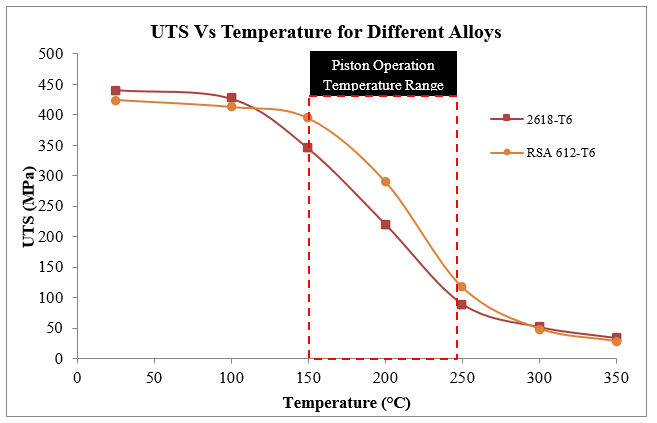 UTS Vs Temperature for Different Alloys
Piston Operation
Temperature Range
500
450
400
350
300
250
200
150
100
50
0
UTS (MPa)
2618-T6
RSA 612-T6
0 50 100 150 200 250 300 350
Temperature (°C)